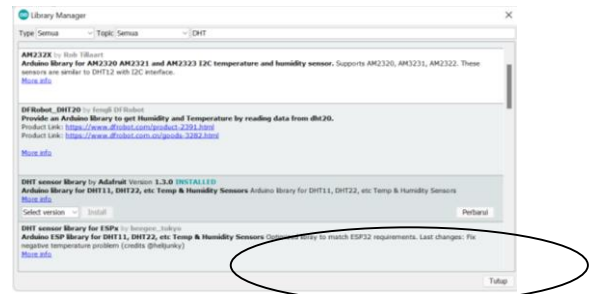 Library Manager
Type Semua Topic Semua DHT
AM232X by Rob Tillaart
Arduino library for AM2320 AM2321 and AM2323 I2C temperature and humidity sensor. Supports AM2320, AM3231, AM2322. These
sensors are similar to DHT12 with I2C interface.
More info
DFRobot_DHT20 by fengli DFRobot
Provide an Arduino library to get Humidity and Temperature by reading data from dht20.
Product Link: https://www.dfrobot.com/product-2391.html
Product Link: https://www.dfrobot.com.cn/goods-3282.html
More info
DHT sensor library by Adafruit Version 1.3.0 INSTALLED
Arduino library for DHT11, DHT22, etc Temp & Humidity Sensors Arduino library for DHT11, DHT22, etc Temp & Humidity Sensors
More info
Select version Install Perbarui
DHT sensor library for ESPx by beegee_tokyo
Arduino ESP library for DHT11, DHT22, etc Temp & Humidity Sensors Optimized libray to match ESP32 requirements. Last changes: Fix
negative temperature problem (credits @helijunky)
More info
Tutup